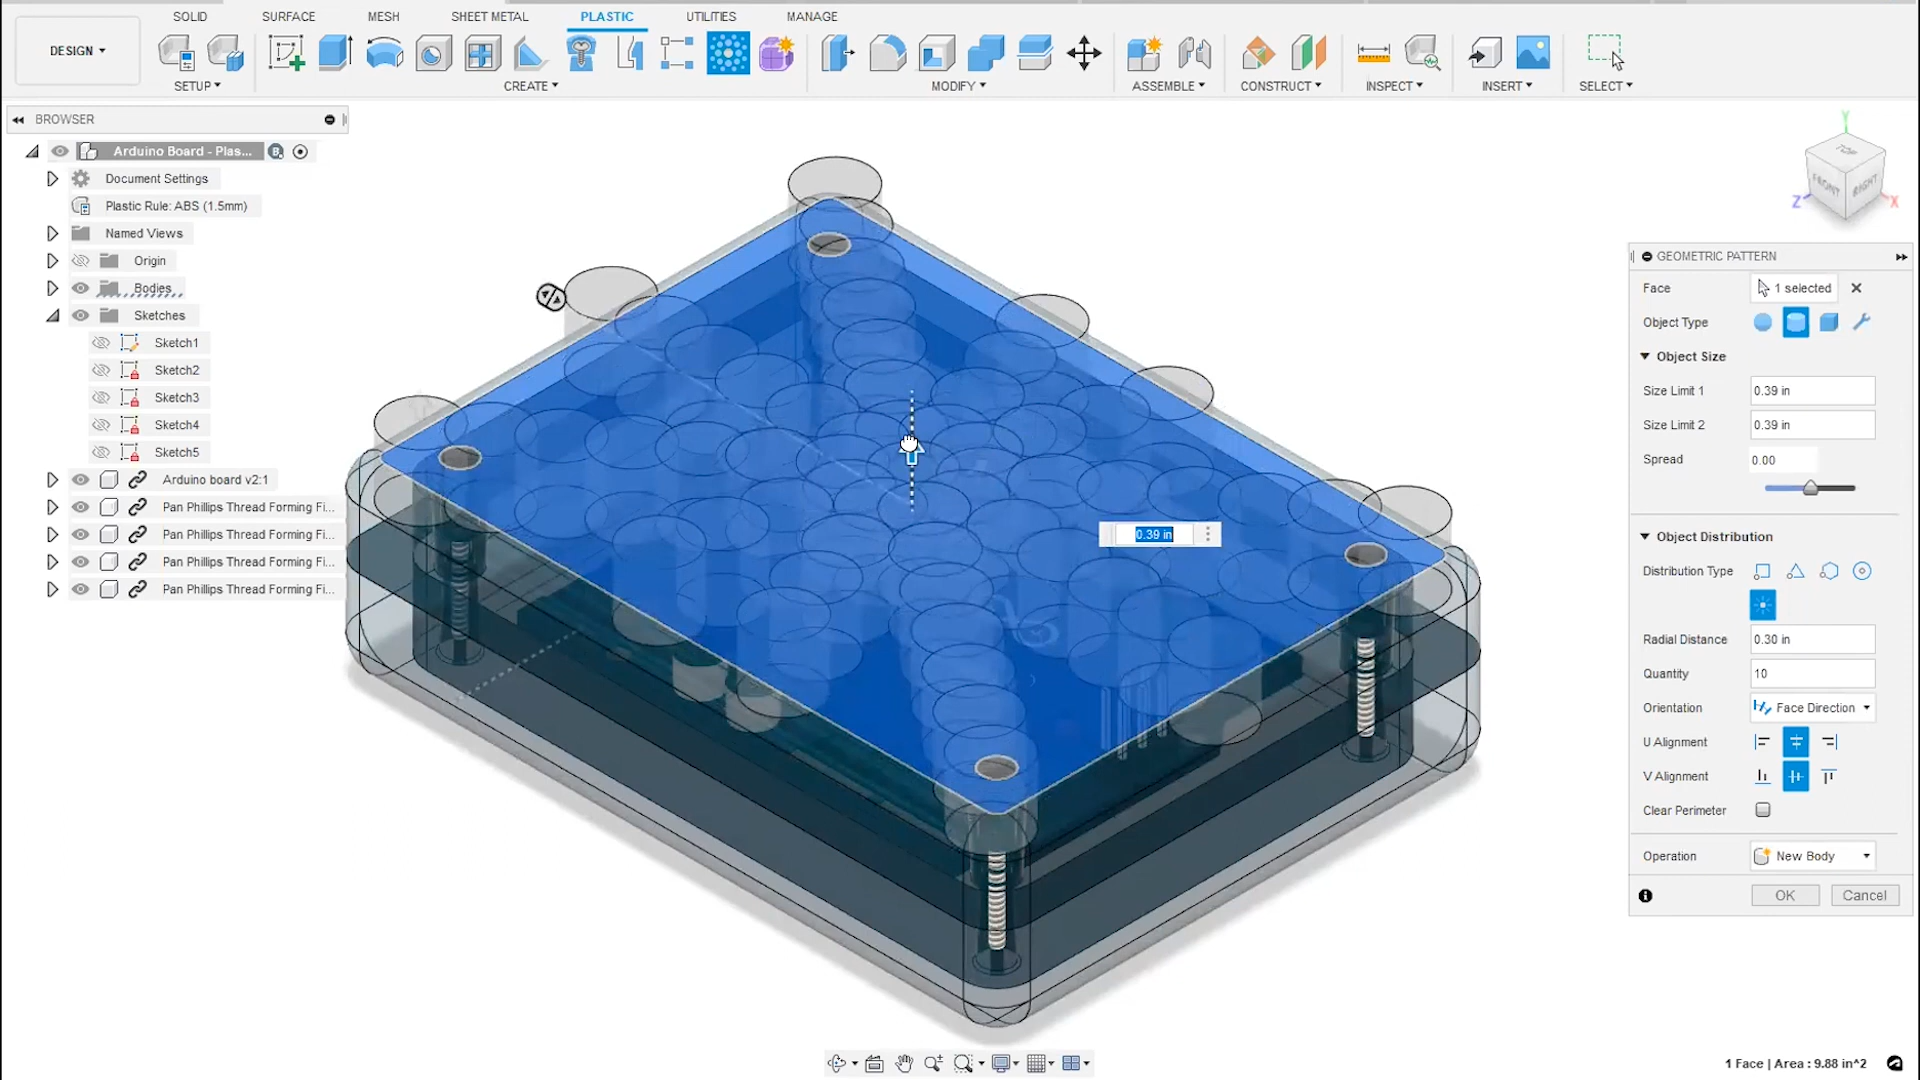 SOLID SURFACE MESH SHEET METAL PLASTIC UTILITIES MANAGE
DESIGN
SETUP CREATE MODIFY ASSEMBLE CONSTRUCT INSPECT INSERT SELECT
BROWSER
Arduino Board - Plas...
Document Settings
Plastic Rule: ABS (1.5mm)
Named Views
Origin
Bodies
Sketches
Sketch1
Sketch2
Sketch3
Sketch4
Sketch5
Arduino board v2:1
Pan Phillips Thread Forming Fi...
Pan Phillips Thread Forming Fi...
Pan Phillips Thread Forming Fi...
Pan Phillips Thread Forming Fi...
0.39 in
Y
TOP
FRONT RIGHT
Z X
GEOMETRIC PATTERN
Face 1 selected
Object Type
Object Size
Size Limit 1 0.39 in
Size Limit 2 0.39 in
Spread 0.00
Object Distribution
Distribution Type
Radial Distance 0.30 in
Quantity 10
Orientation Face Direction
U Alignment
V Alignment
Clear Perimeter
Operation New Body
OK Cancel
1 Face | Area : 9.88 in^2